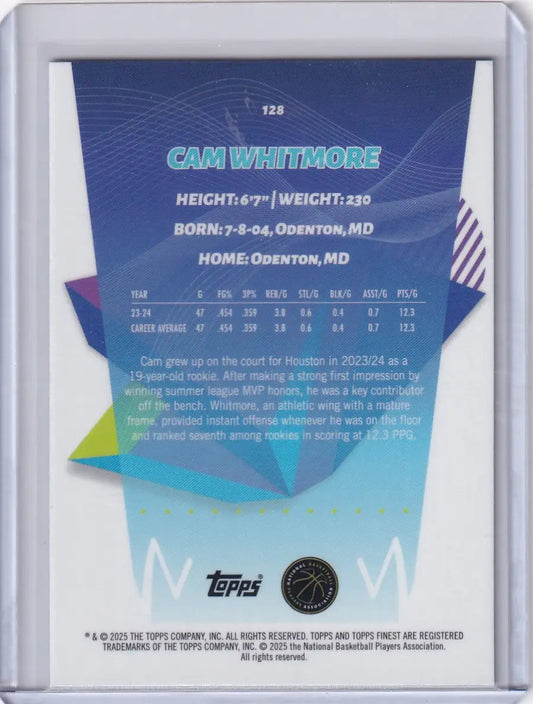 128
CAM WHITMORE
HEIGHT: 6'7" | WEIGHT: 230
BORN: 7-8-04, ODENTON, MD
HOME: ODENTON, MD
YEAR G FG% 3P% REB/G STL/G BLK/G ASST/G PTS/G
23-24 47 .454 .359 3.8 0.6 0.4 0.7 12.3
CAREER AVERAGE 47 .454 .359 3.8 0.6 0.4 0.7 12.3
Cam grew up on the court for Houston in 2023/24 as a
19-year-old rookie. After making a strong first impression by
winning summer league MVP honors, he was a key contributor
off the bench. Whitmore, an athletic wing with a mature
frame, provided instant offense whenever he was on the floor
and ranked seventh among rookies in scoring at 12.3 PPG.
TOPPS®
NATIONAL BASKETBALL PLAYERS ASSOCIATION
® & © 2025 THE TOPPS COMPANY, INC. ALL RIGHTS RESERVED. TOPPS AND TOPPS FINEST ARE REGISTERED
TRADEMARKS OF THE TOPPS COMPANY, INC. © 2025 the National Basketball Players Association.
All rights reserved.